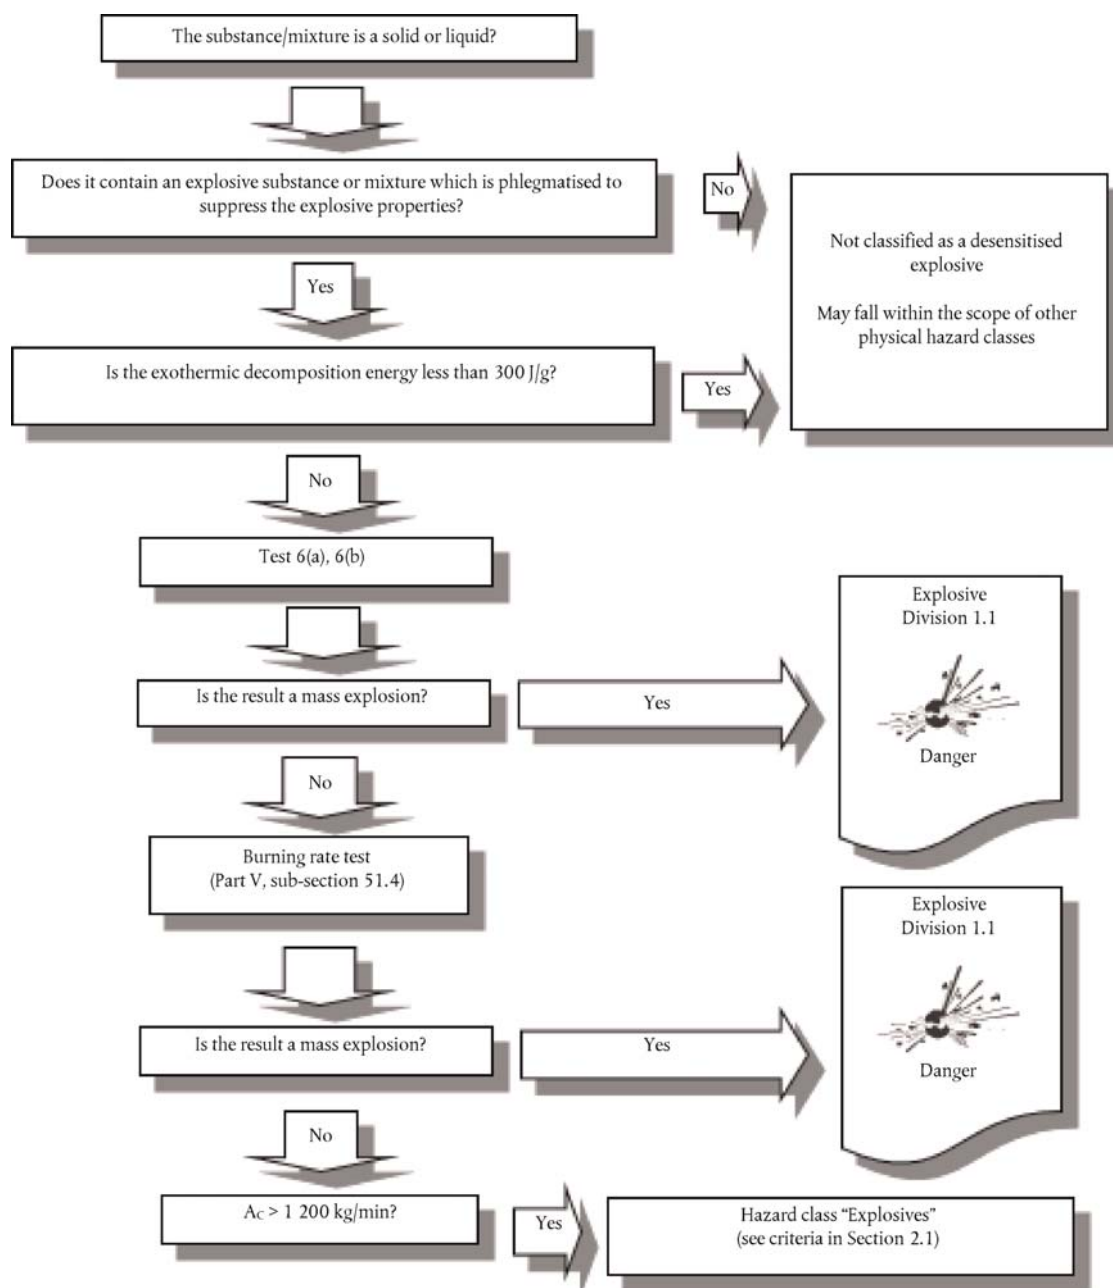 The substance/mixture is a solid or liquid?
Does it contain an explosive substance or mixture which is phlegmatised to
suppress the explosive properties?
No
Not classified as a desensitised
explosive
May fall within the scope of other
physical hazard classes
Yes
Is the exothermic decomposition energy less than 300 J/g?
Yes
No
Test 6(a), 6(b)
Explosive
Division 1.1
Danger
Is the result a mass explosion?
Yes
No
Burning rate test
(Part V, sub-section 51.4)
Explosive
Division 1.1
Danger
Is the result a mass explosion?
Yes
No
AC > 1 200 kg/min?
Yes
Hazard class “Explosives”
(see criteria in Section 2.1)